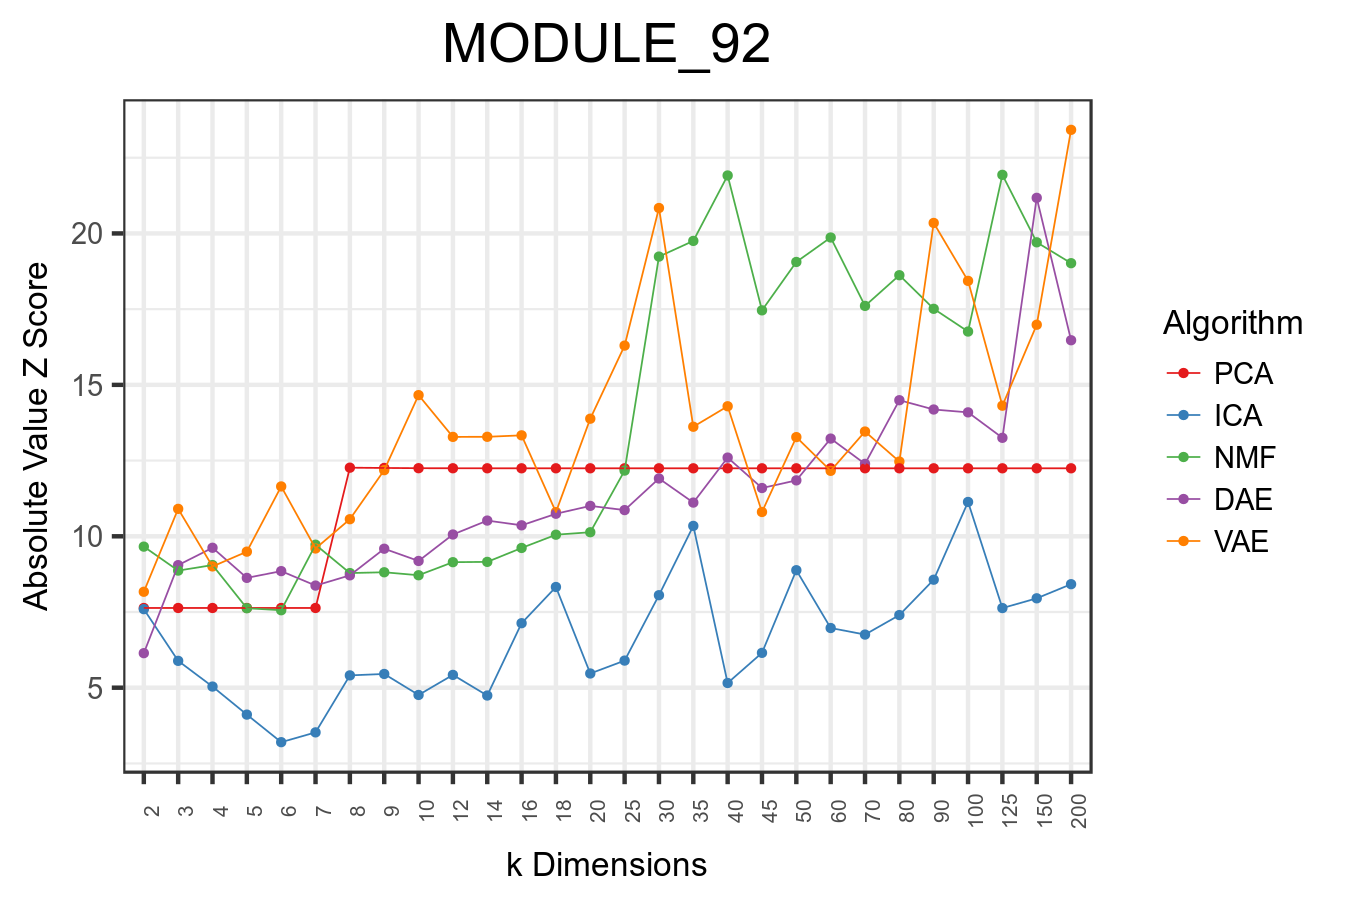 MODULE_92
Absolute Value Z Score
20
15
10
5
2 3 4 5 6 7 8 9 10 12 14 16 18 20 25 30 35 40 45 50 60 70 80 90 100 125 150 200
k Dimensions
Algorithm
PCA
ICA
NMF
DAE
VAE